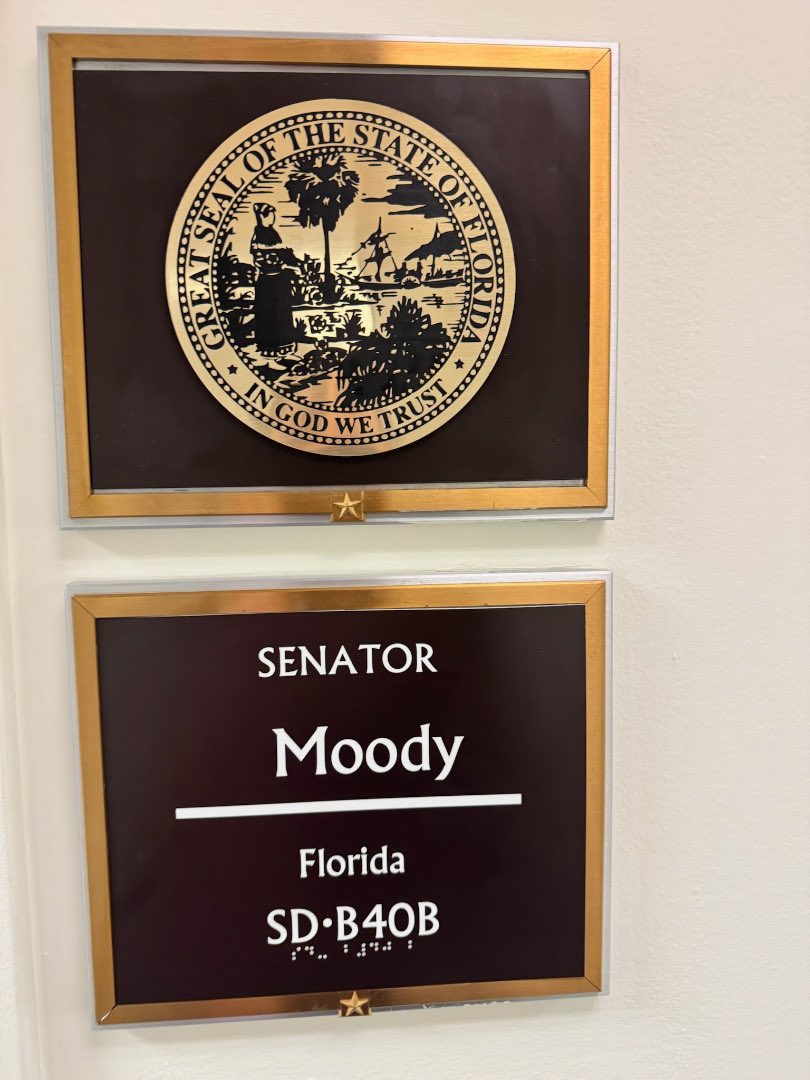 GREAT SEAL OF THE STATE OF FLORIDA
IN GOD WE TRUST
SENATOR
Moody
Florida
SD·B40B